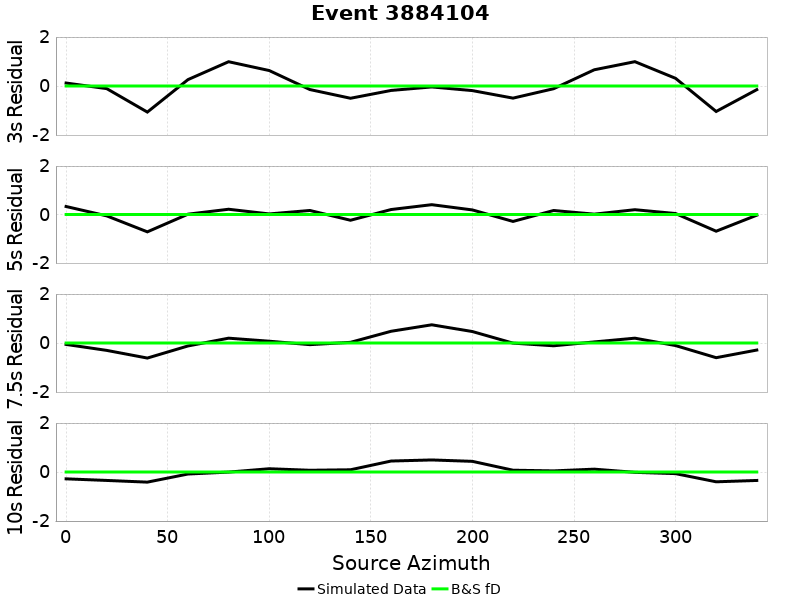 Event 3884104
3s Residual
2
0
-2
5s Residual
2
0
-2
7.5s Residual
2
0
-2
10s Residual
2
0
-2
0 50 100 150 200 250 300
Source Azimuth
Simulated Data B&S fD